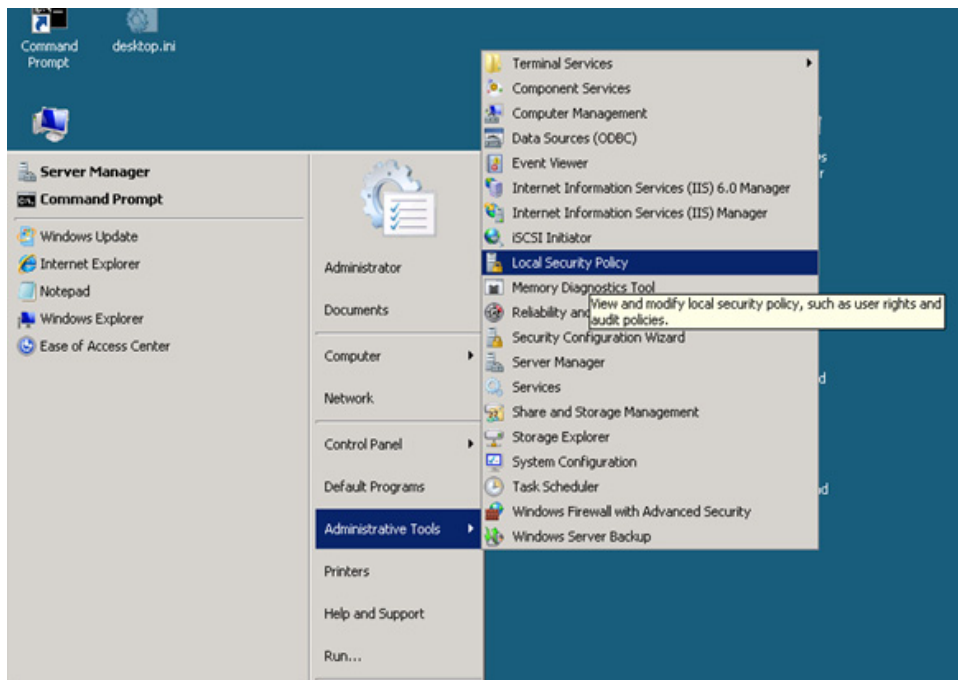 Command
Prompt
desktop.ini
Server Manager
Command Prompt
Windows Update
Internet Explorer
Notepad
Windows Explorer
Ease of Access Center
Administrator
Documents
Computer
Network
Control Panel
Default Programs
Administrative Tools
Printers
Help and Support
Run...
Terminal Services
Component Services
Computer Management
Data Sources (ODBC)
Event Viewer
Internet Information Services (IIS) 6.0 Manager
Internet Information Services (IIS) Manager
iSCSI Initiator
Local Security Policy
Memory Diagnostics Tool
View and modify local security policy, such as user rights and
audit policies.
Reliability and
Security Configuration Wizard
Server Manager
Services
Share and Storage Management
Storage Explorer
System Configuration
Task Scheduler
Windows Firewall with Advanced Security
Windows Server Backup